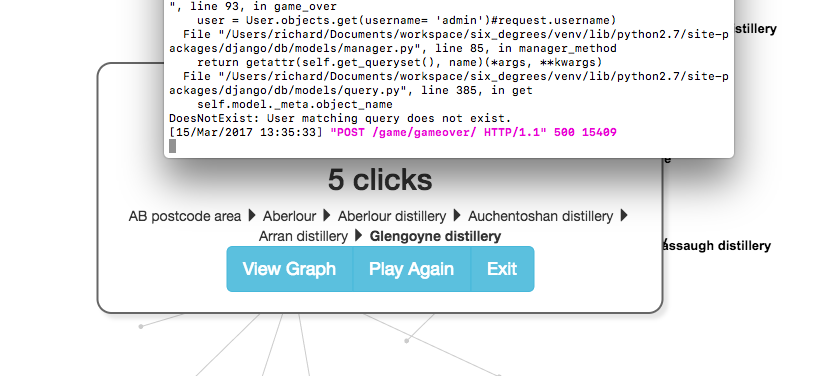 ", line 93, in game_over
user = User.objects.get(username= 'admin')#request.username)
File "/Users/richard/Documents/workspace/six_degrees/venv/lib/python2.7/site-p
ackages/django/db/models/manager.py", line 85, in manager_method
return getattr(self.get_queryset(), name)(*args, **kwargs)
File "/Users/richard/Documents/workspace/six_degrees/venv/lib/python2.7/site-p
ackages/django/db/models/query.py", line 385, in get
self.model._meta.object_name
DoesNotExist: User matching query does not exist.
[15/Mar/2017 13:35:33] "POST /game/gameover/ HTTP/1.1" 500 15409
stillery
5 clicks
AB postcode area Aberlour Aberlour distillery Auchentoshan distillery
Arran distillery Glengoyne distillery
assaugh distillery
View Graph Play Again Exit